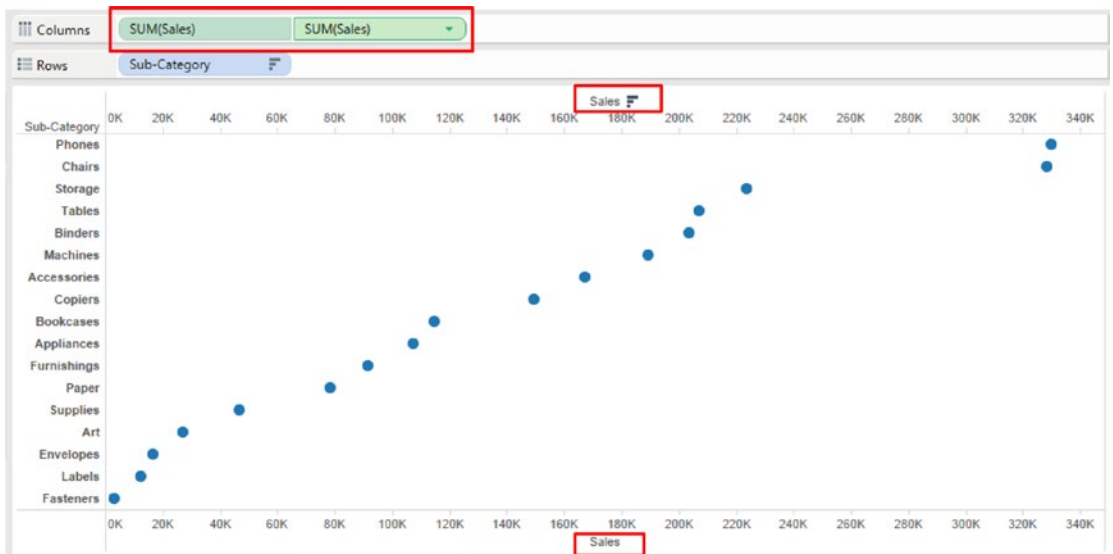 Columns SUM(Sales) SUM(Sales)
Rows Sub-Category
Sales
Sub-Category 0K 20K 40K 60K 80K 100K 120K 140K 160K 180K 200K 220K 240K 260K 280K 300K 320K 340K
Phones
Chairs
Storage
Tables
Binders
Machines
Accessories
Copiers
Bookcases
Appliances
Furnishings
Paper
Supplies
Art
Envelopes
Labels
Fasteners
0K 20K 40K 60K 80K 100K 120K 140K 160K 180K 200K 220K 240K 260K 280K 300K 320K 340K
Sales